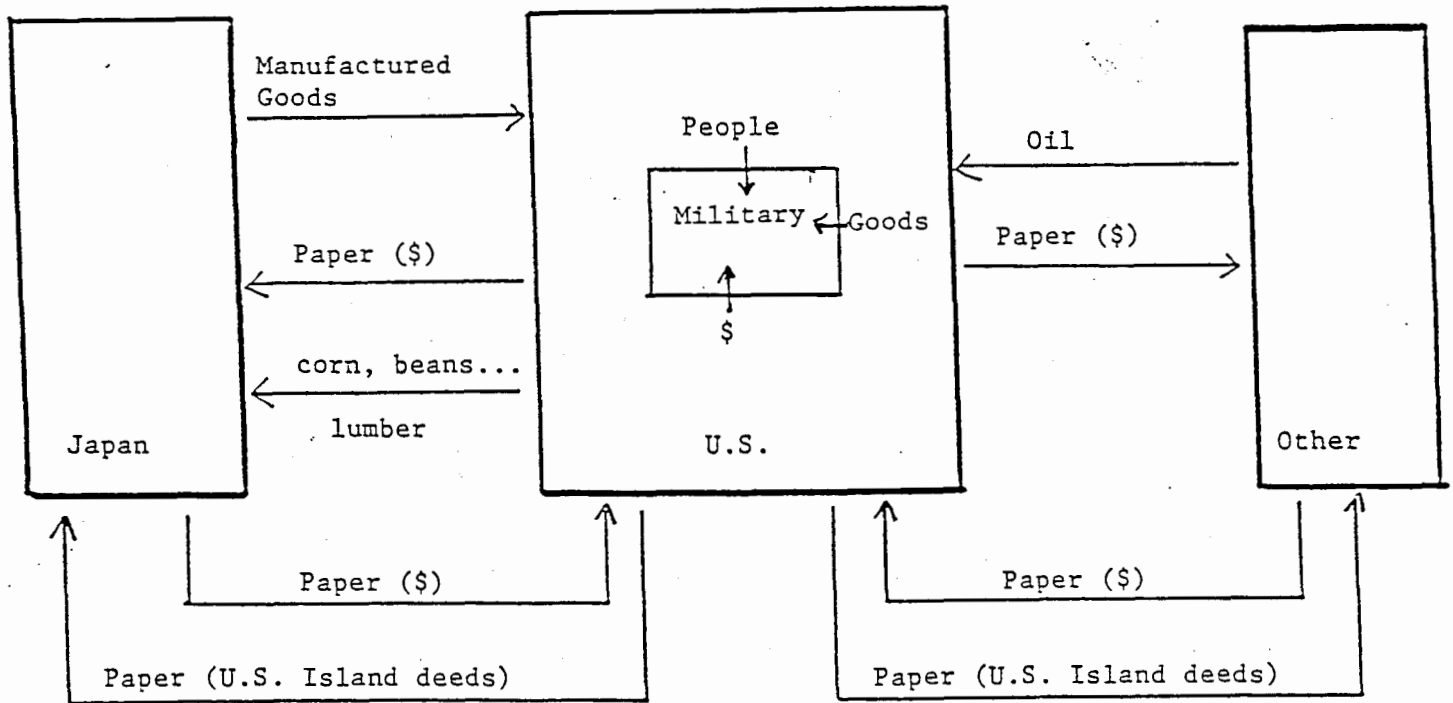 Manufactured
Goods
People
Oil
Military
Goods
Paper ($)
Paper ($)
$
corn, beans...
lumber
Japan
U.S.
Other
Paper ($)
Paper ($)
Paper (U.S. Island deeds)
Paper (U.S. Island deeds)